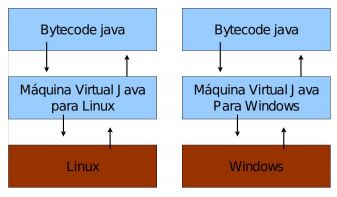 Bytecode java
Máquina Virtual Java
para Linux
Linux
Bytecode java
Máquina Virtual Java
Para Windows
Windows